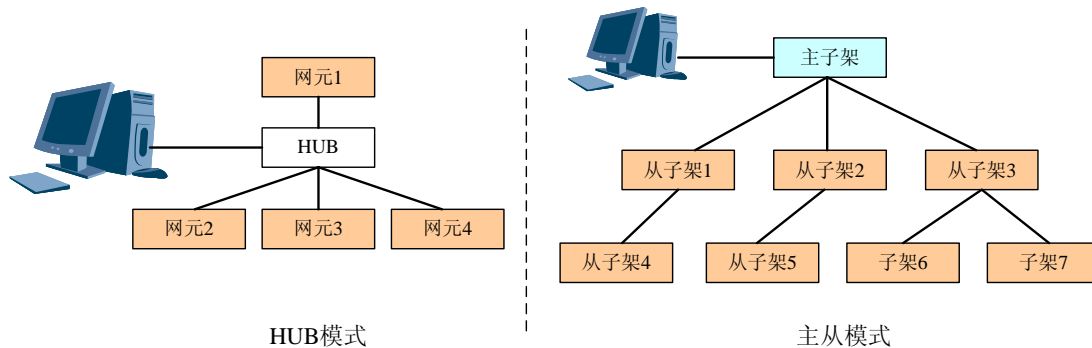 网元1
HUB
网元2
网元3
网元4
HUB模式
主子架
从子架1
从子架2
从子架3
从子架4
从子架5
子架6
子架7
主从模式